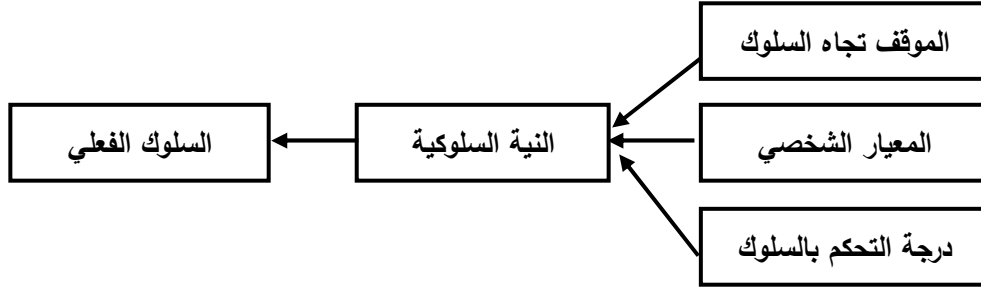 الموقف تجاه السلوك
المعيار الشخصي
درجة التحكم بالسلوك
النية السلوكية
السلوك الفعلي